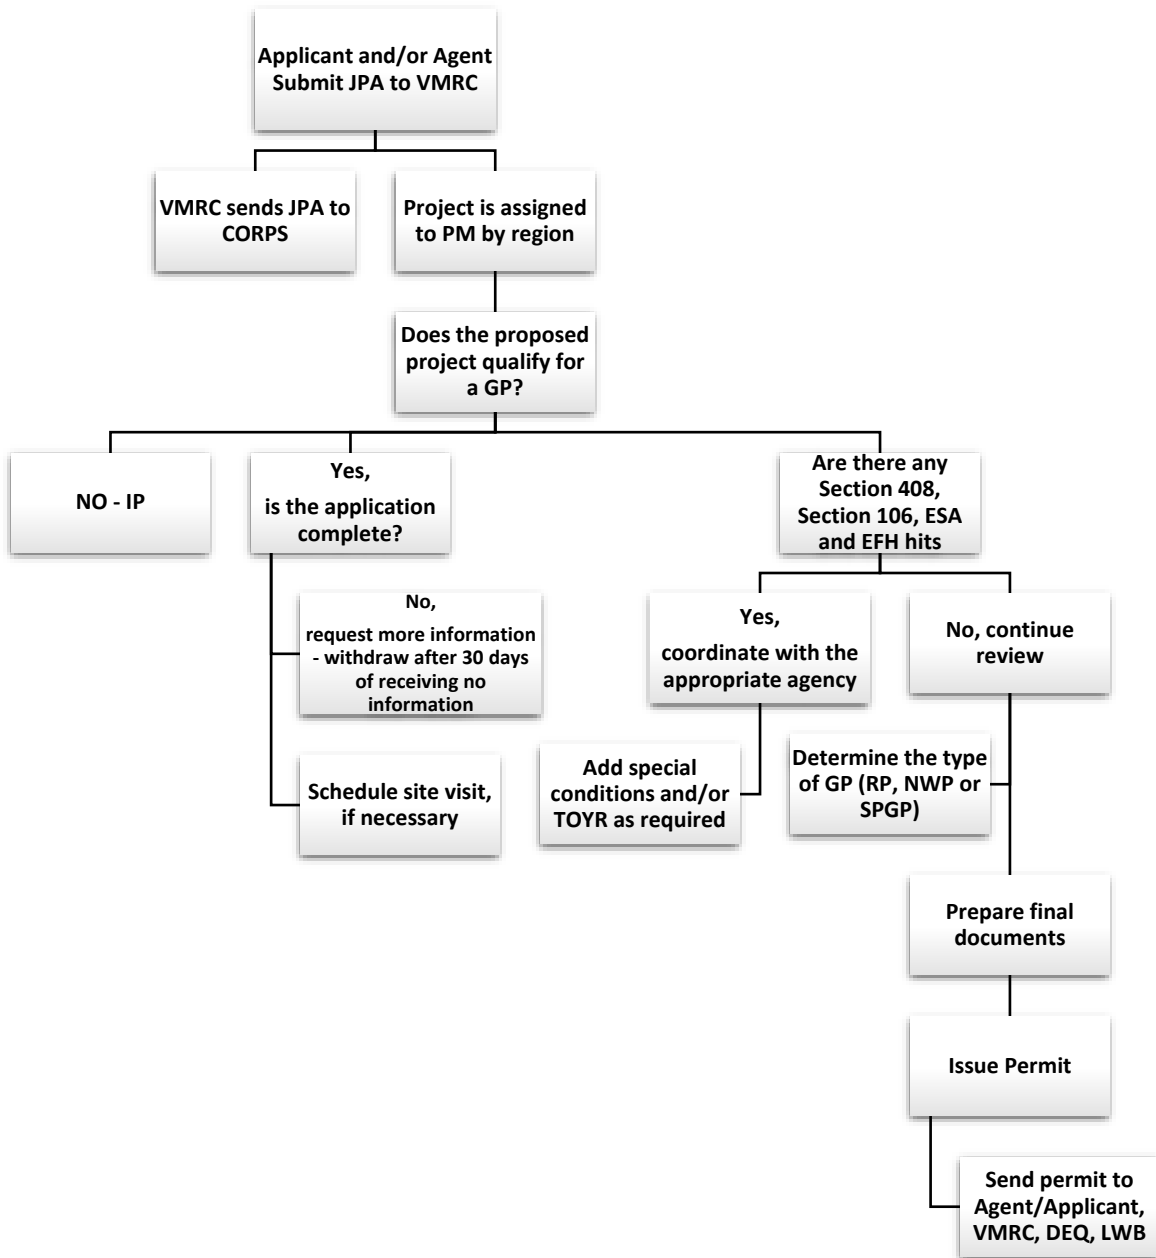 Applicant and/or Agent
Submit JPA to VMRC
VMRC sends JPA to
CORPS
Project is assigned
to PM by region
Does the proposed
project qualify for
a GP?
NO - IP
Yes,
is the application
complete?
Are there any
Section 408,
Section 106, ESA
and EFH hits
No,
request more information
- withdraw after 30 days
of receiving no
information
Yes,
coordinate with the
appropriate agency
No, continue
review
Schedule site visit,
if necessary
Add special
conditions and/or
TOYR as required
Determine the type
of GP (RP, NWP or
SPGP)
Prepare final
documents
Issue Permit
Send permit to
Agent/Applicant,
VMRC, DEQ, LWB